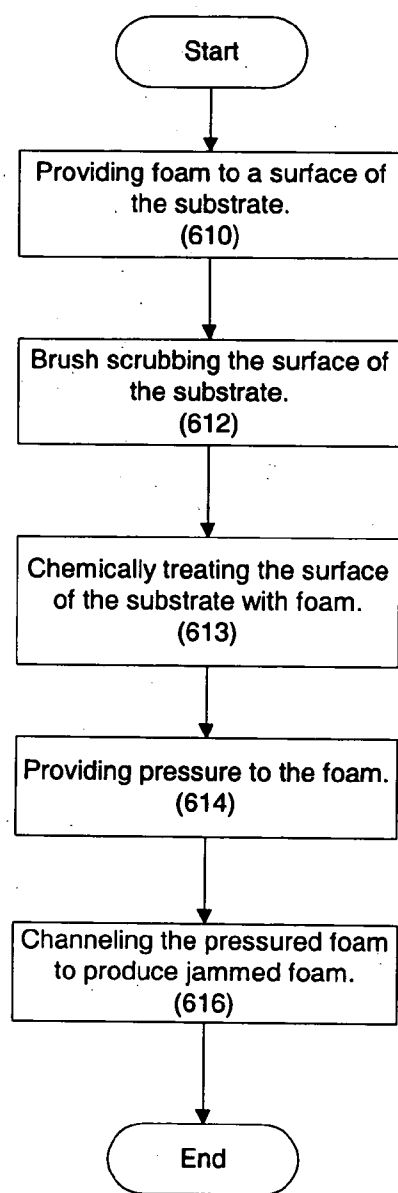 Start
Providing foam to a surface of
the substrate.
(610)
Brush scrubbing the surface of
the substrate.
(612)
Chemically treating the surface
of the substrate with foam.
(613)
Providing pressure to the foam.
(614)
Channeling the pressured foam
to produce jammed foam.
(616)
End